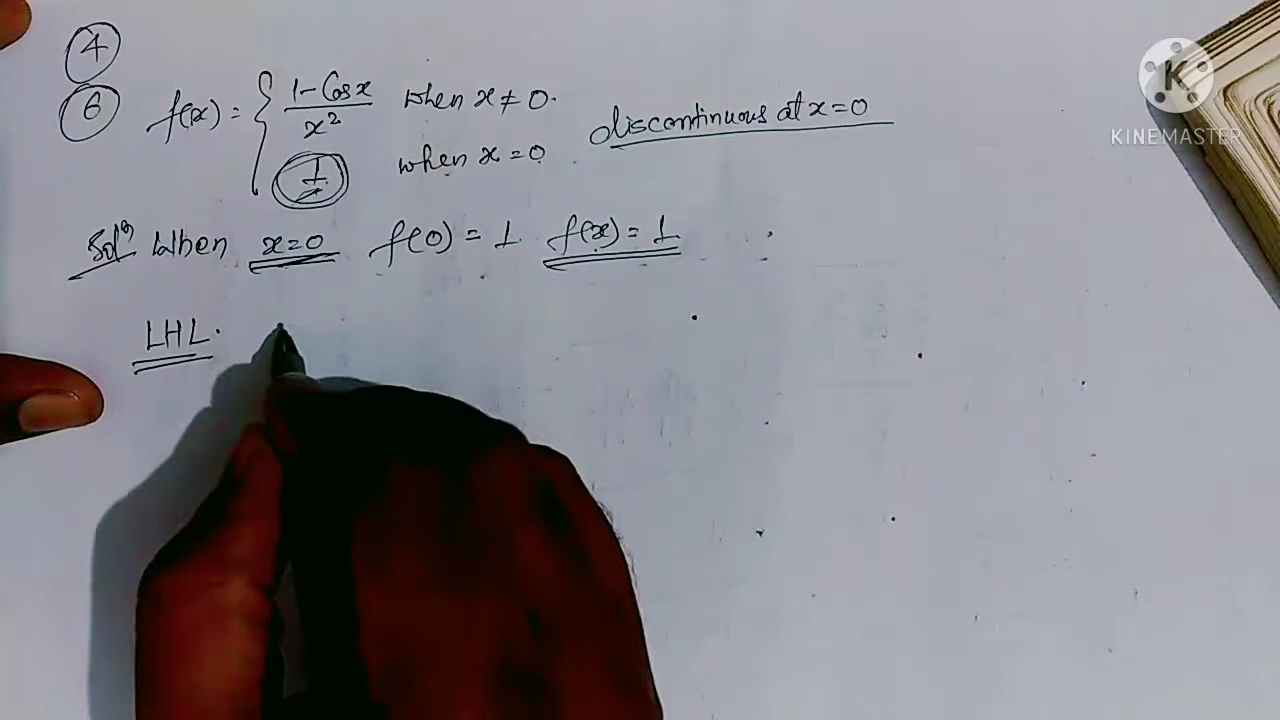 4
6 f(x) = { 1 - Cosx / x² when x ≠ 0.
1 when x = 0
discontinuous at x = 0
Solⁿ When x = 0 f(0) = 1 f(x) = 1
LHL.
K
KINEMASTER